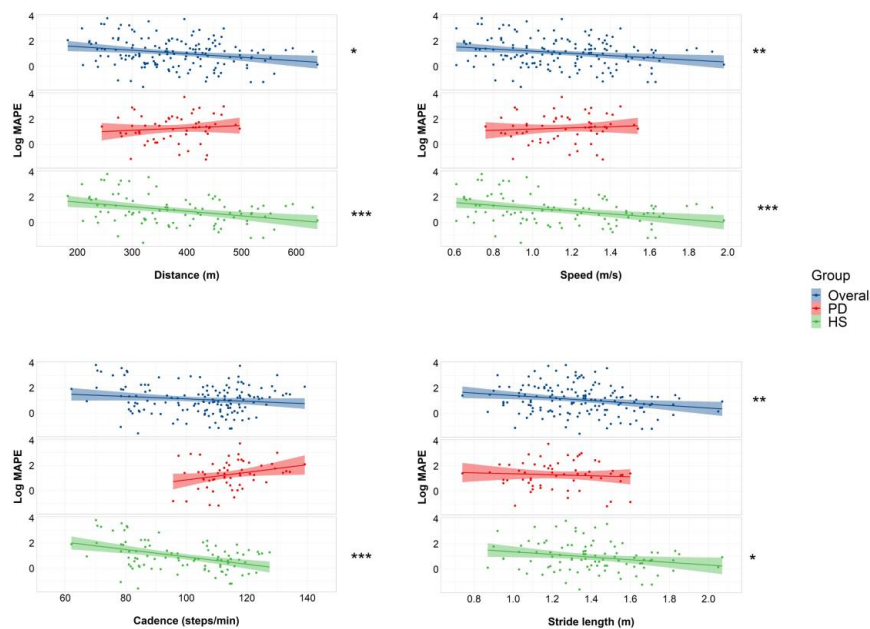 4
2
0
*
4
2
0
4
2
0
***
Log MAPE
200 300 400 500 600
Distance (m)
4
2
0
**
4
2
0
4
2
0
***
Log MAPE
0.6 0.8 1.0 1.2 1.4 1.6 1.8 2.0
Speed (m/s)
Group
Overal
PD
HS
4
2
0
4
2
0
4
2
0
***
Log MAPE
60 80 100 120 140
Cadence (steps/min)
4
2
0
**
4
2
0
4
2
0
*
Log MAPE
0.8 1.0 1.2 1.4 1.6 1.8 2.0
Stride length (m)